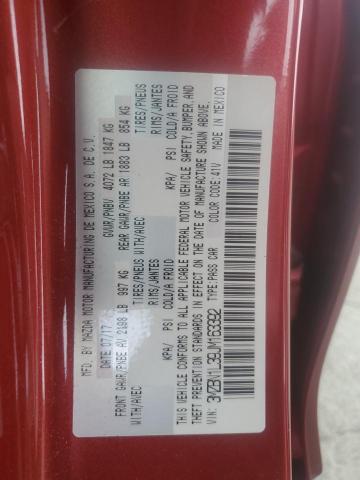 MFD. BY MAZDA MOTOR MANUFACTURING DE MEXICO S.A. DE C.V.
DATE: 07/17 GVWR/PNBV 4072 LB 1847 KG
FRONT GAWR/PNBE AV 2198 LB 997 KG REAR GAWR/PNBE AR 1883 LB 854 KG
WITH/AVEC TIRES/PNEUS WITH/AVEC TIRES/PNEUS
RIMS/JANTES RIMS/JANTES
KPA/ PSI COLD/A FROID KPA/ PSI COLD/A FROID
THIS VEHICLE CONFORMS TO ALL APPLICABLE FEDERAL MOTOR VEHICLE SAFETY, BUMPER, AND
THEFT PREVENTION STANDARDS IN EFFECT ON THE DATE OF MANUFACTURE SHOWN ABOVE.
3MZBN1L39JM163392 TYPE:PASS CAR COLOR CODE:41V MADE IN MEXICO